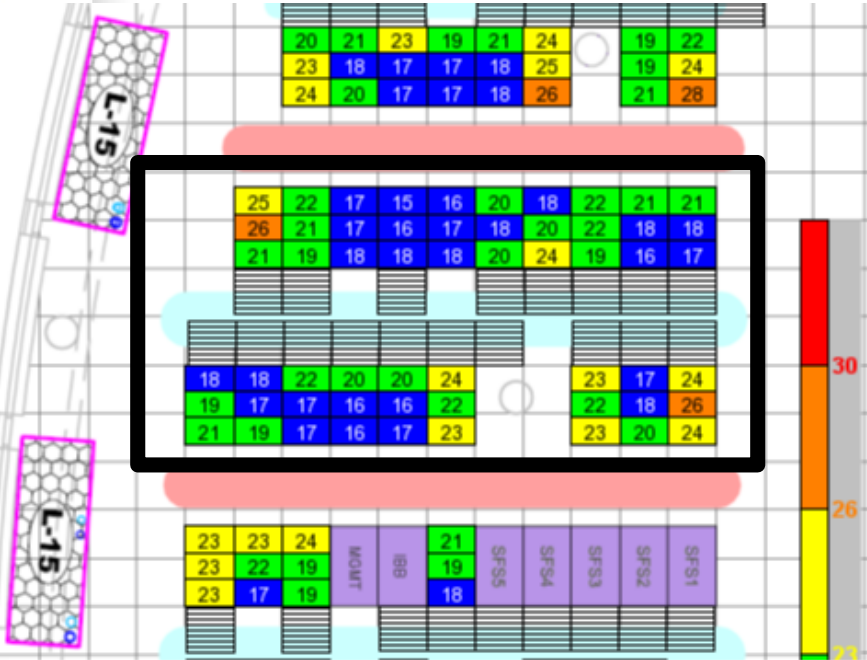 20 21 23 19 21 24 19 22
23 18 17 17 18 25 19 24
24 20 17 17 18 26 21 28
L-15
25 22 17 15 16 20 18 22 21 21
26 21 17 16 17 18 20 22 18 18
21 19 18 18 18 20 24 19 16 17
18 18 22 20 20 24 23 17 24
19 17 17 16 16 22 22 18 26
21 19 17 16 17 23 23 20 24
30
26
23
L-15
23 23 24 MGMT IBB 21 SFS5 SFS4 SFS3 SFS2 SFS1
23 22 19 19
23 17 19 18